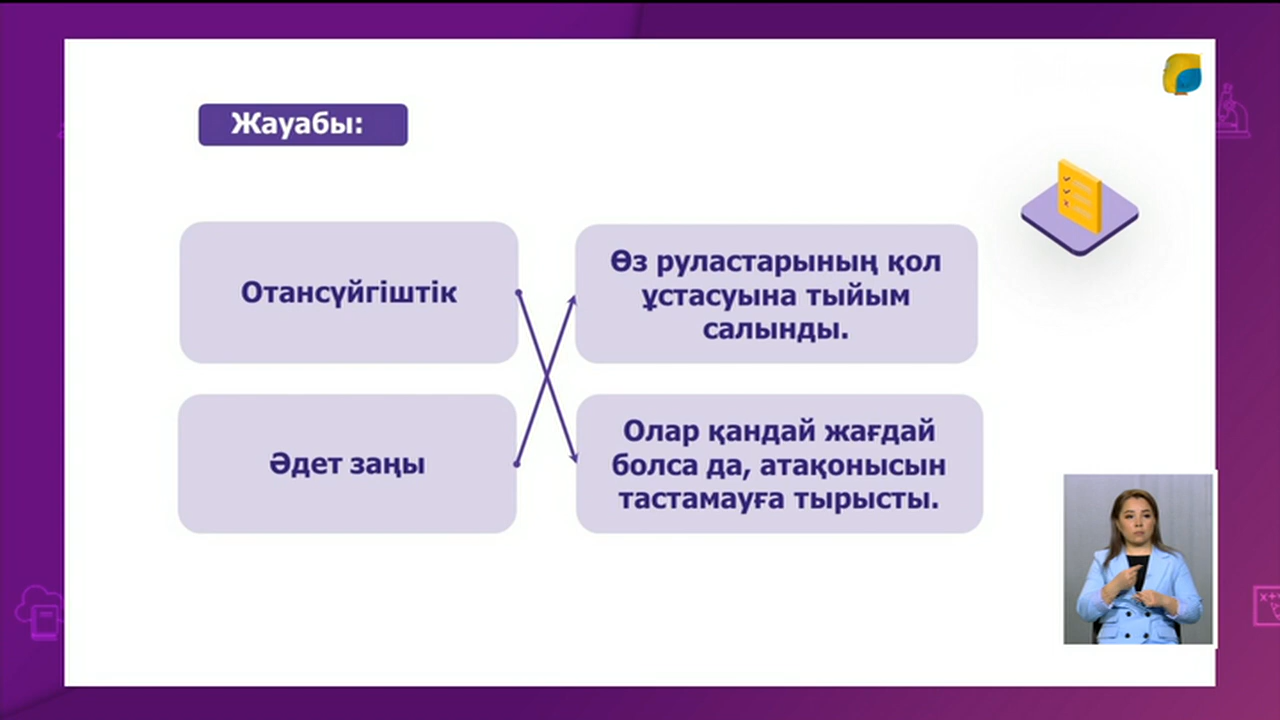 Жауабы:
Отансүйгіштік
Өз руластарының қол
ұстасуына тыйым
салынды.
Әдет заңы
Олар қандай жағдай
болса да, атақонысын
тастамауға тырысты.